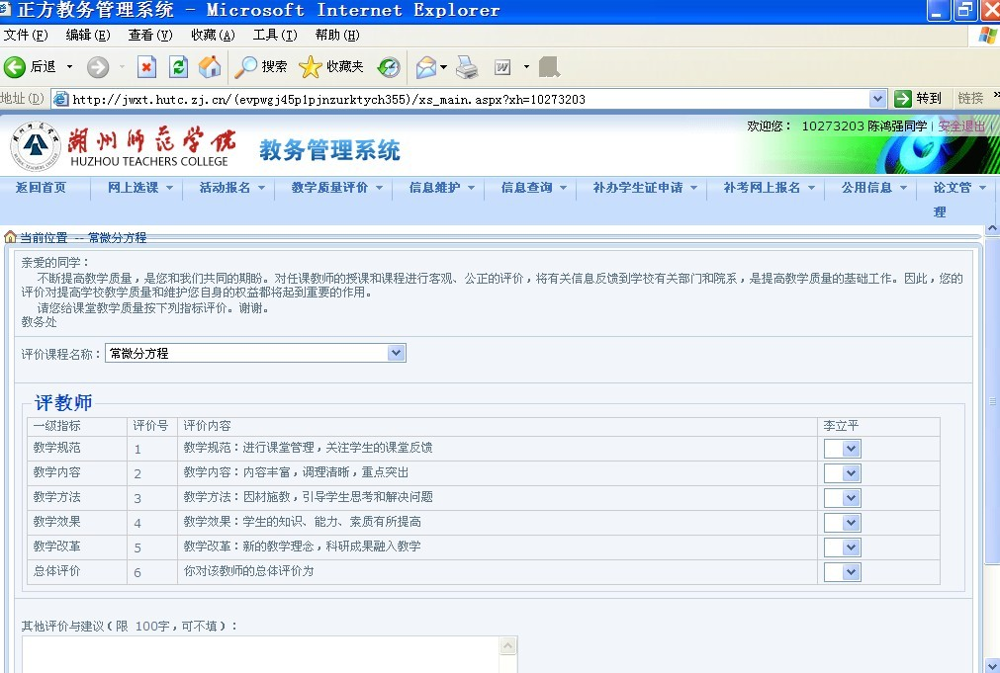 正方教务管理系统 - Microsoft Internet Explorer
文件(F) 编辑(E) 查看(V) 收藏(A) 工具(T) 帮助(H)
后退 搜索 收藏夹
地址(D) http://jwxt.hutc.zj.cn/(evpwgj45p1pjnzurktych355)/xs_main.aspx?xh=10273203 转到 链接 »
湖州师范学院
HUZHOU TEACHERS COLLEGE
教务管理系统
欢迎您: 10273203 陈鸿强同学 | 安全退出 |
返回首页 网上选课 活动报名 教学质量评价 信息维护 信息查询 补办学生证申请 补考网上报名 公用信息 论文管理
当前位置 -- 常微分方程
亲爱的同学:
不断提高教学质量，是您和我们共同的期盼。对任课教师的授课和课程进行客观、公正的评价，将有关信息反馈到学校有关部门和院系，是提高教学质量的基础工作。因此，您的
评价对提高学校教学质量和维护您自身的权益都将起到重要的作用。
请您给课堂教学质量按下列指标评价。谢谢。
教务处
评价课程名称: 常微分方程
评教师
一级指标 评价号 评价内容 李立平
教学规范 1 教学规范:进行课堂管理，关注学生的课堂反馈
教学内容 2 教学内容:内容丰富，调理清晰，重点突出
教学方法 3 教学方法:因材施教，引导学生思考和解决问题
教学效果 4 教学效果:学生的知识、能力、素质有所提高
教学改革 5 教学改革:新的教学理念，科研成果融入教学
总体评价 6 你对该教师的总体评价为
其他评价与建议(限 100字，可不填):